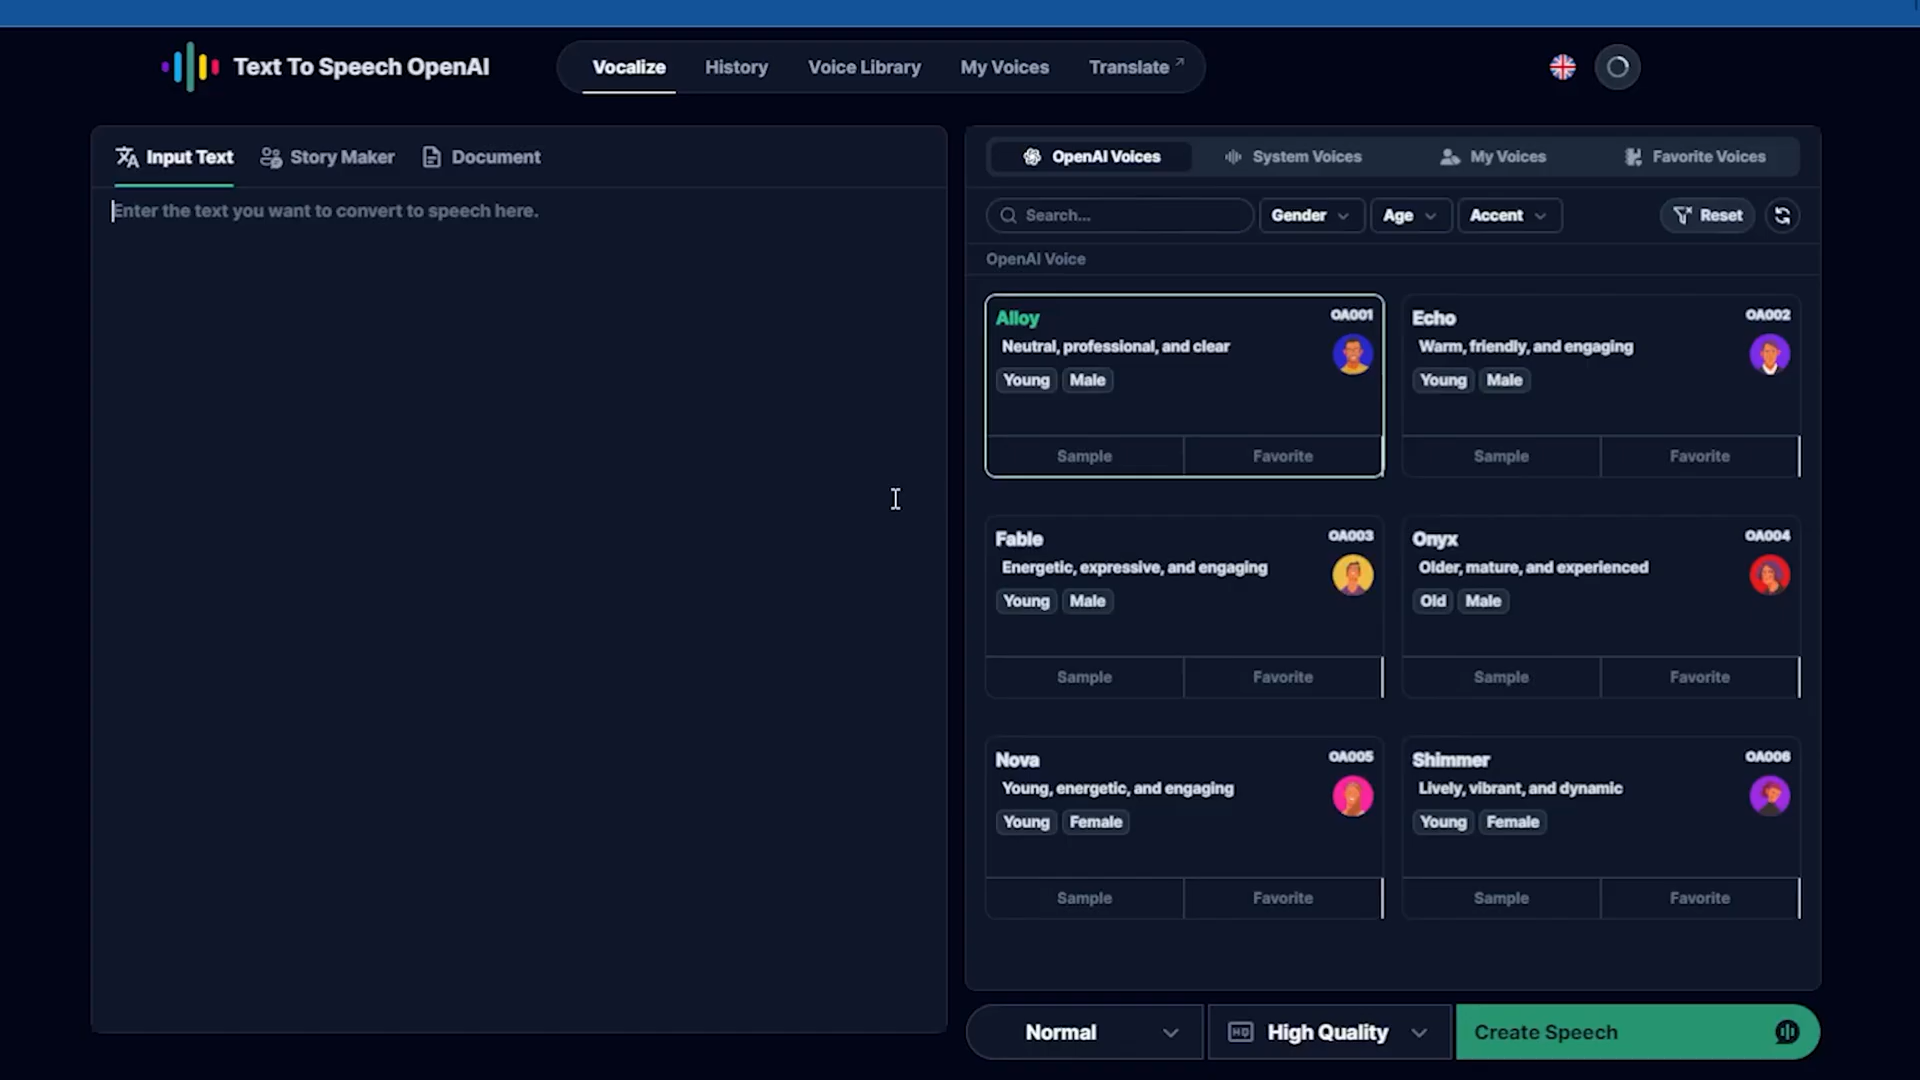 Text To Speech OpenAI
Vocalize History Voice Library My Voices Translate
Input Text Story Maker Document
Enter the text you want to convert to speech here.
OpenAI Voices System Voices My Voices Favorite Voices
Search... Gender Age Accent Reset
OpenAI Voice
Alloy OA001
Neutral, professional, and clear
Young Male
Sample Favorite
Echo OA002
Warm, friendly, and engaging
Young Male
Sample Favorite
Fable OA003
Energetic, expressive, and engaging
Young Male
Sample Favorite
Onyx OA004
Older, mature, and experienced
Old Male
Sample Favorite
Nova OA005
Young, energetic, and engaging
Young Female
Sample Favorite
Shimmer OA006
Lively, vibrant, and dynamic
Young Female
Sample Favorite
Normal HQ High Quality Create Speech